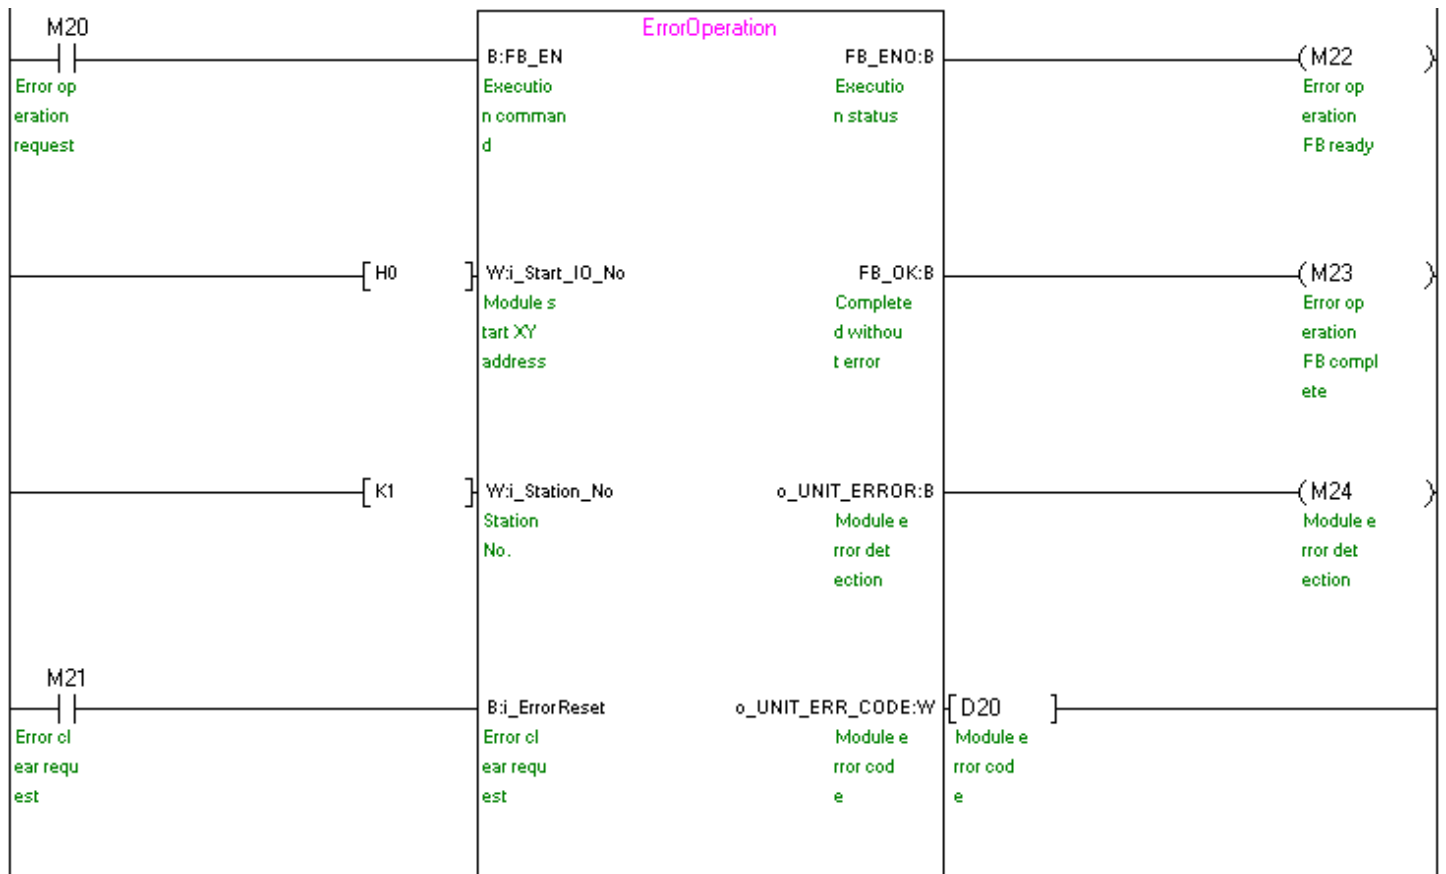 M20
ErrorOperation
B:FB_EN
FB_ENO:B
M22
Error op
eration
request
Executio
n comman
d
Executio
n status
Error op
eration
FB ready
H0
W:i_Start_IO_No
FB_OK:B
M23
Module s
tart XY
address
Complete
d withou
t error
Error op
eration
FB compl
ete
K1
W:i_Station_No
o_UNIT_ERROR:B
M24
Station
No.
Module e
rror det
ection
Module e
rror det
ection
M21
B:i_ErrorReset
o_UNIT_ERR_CODE:W
D20
Error cl
ear requ
est
Error cl
ear requ
est
Module e
rror cod
e
Module e
rror cod
e